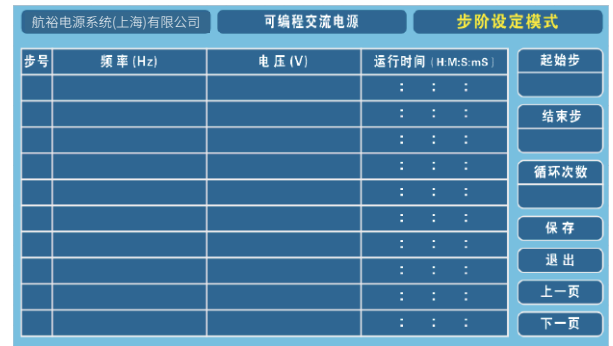 航裕电源系统(上海)有限公司 可编程交流电源 步阶设定模式
步号 频率(Hz) 电压(V) 运行时间(H:M:S:mS) 起始步
: : :
: : : 结束步
: : :
: : : 循环次数
: : :
: : : 保存
: : :
: : : 退出
: : : 上一页
: : : 下一页